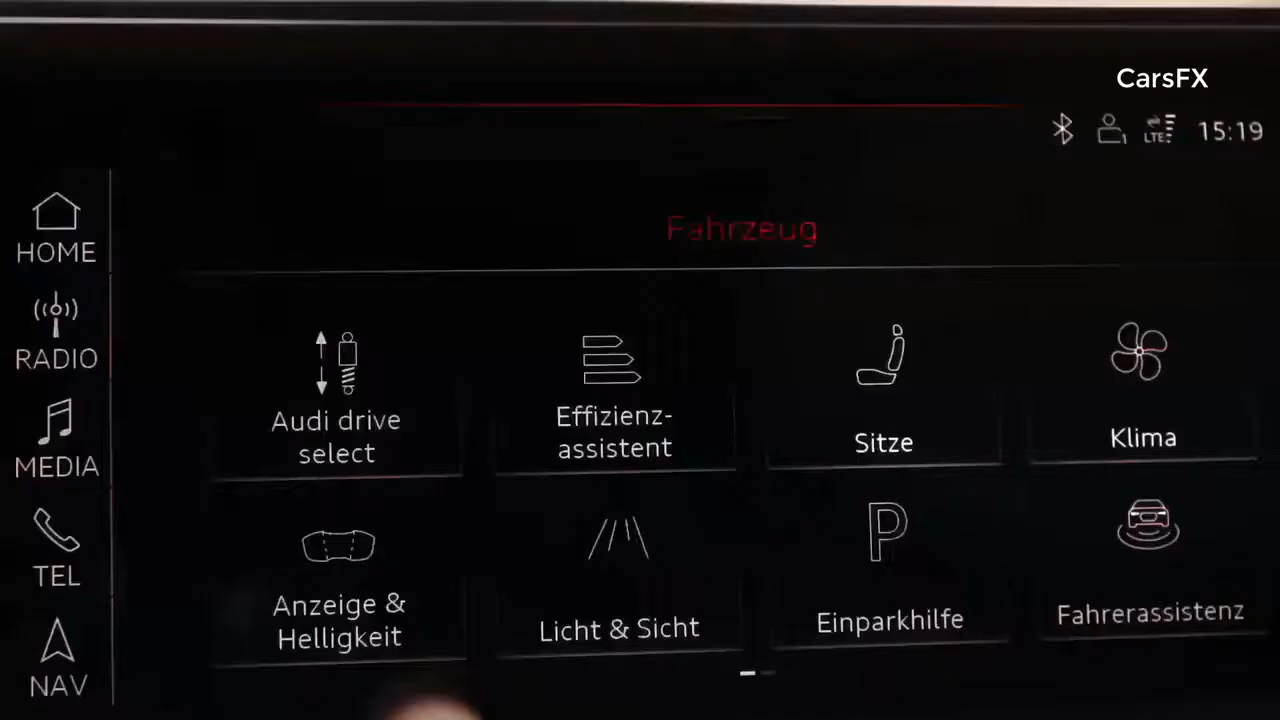 CarsFX
LTE 15:19
HOME
RADIO
MEDIA
TEL
NAV
Fahrzeug
Audi drive
select
Effizienz-
assistent
Sitze
Klima
Anzeige &
Helligkeit
Licht & Sicht
P
Einparkhilfe
Fahrerassistenz